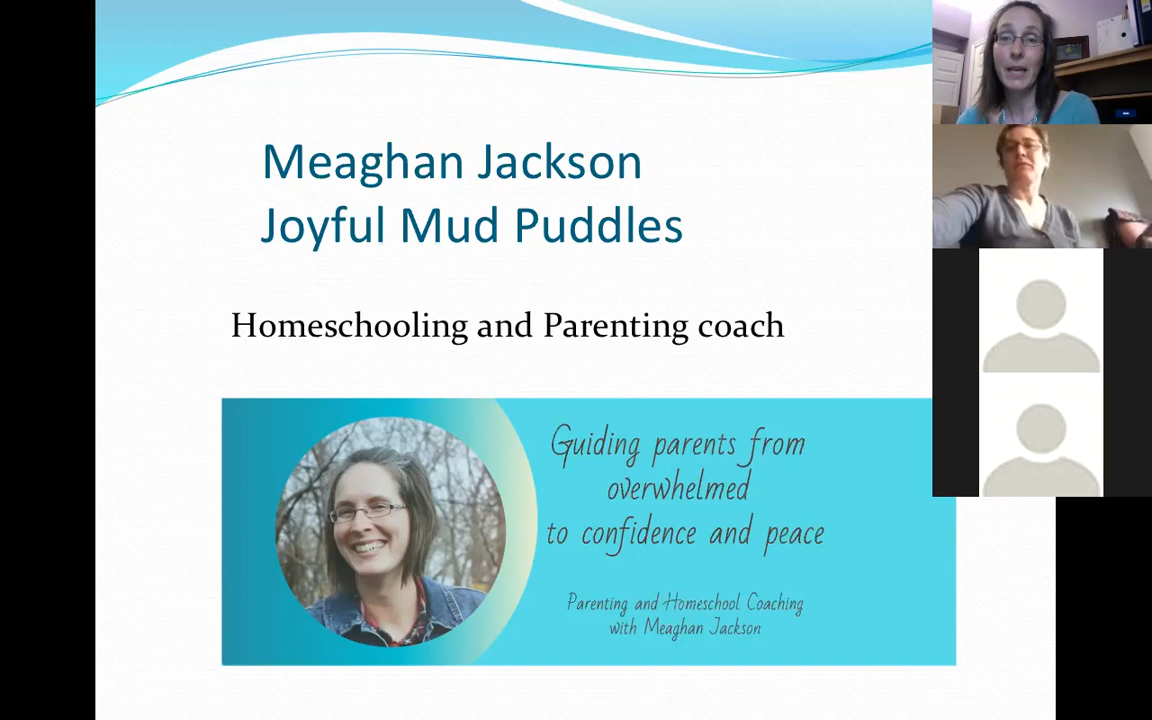 Meaghan Jackson
Joyful Mud Puddles
Homeschooling and Parenting coach
Guiding parents from
overwhelmed
to confidence and peace
Parenting and Homeschool Coaching
with Meaghan Jackson